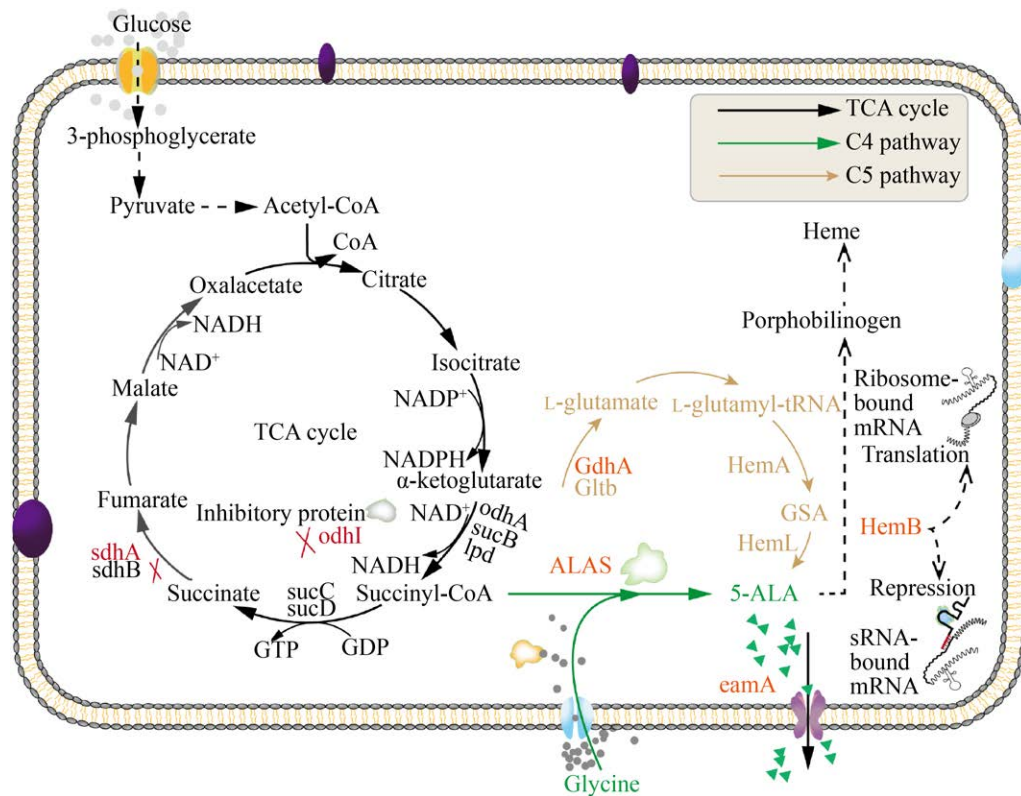 Glucose
3-phosphoglycerate
Pyruvate
Acetyl-CoA
CoA
Oxalacetate
Citrate
NADH
NAD+
Malate
Isocitrate
NADP+
TCA cycle
NADPH
α-ketoglutarate
Fumarate
Inhibitory protein
odhI
NAD+
odhA
sucB
lpd
NADH
sdhA
sdhB
Succinate
sucC
sucD
Succinyl-CoA
GTP
GDP
TCA cycle
C4 pathway
C5 pathway
Heme
Porphobilinogen
L-glutamate
L-glutamyl-tRNA
GdhA
Gltb
HemA
GSA
HemL
ALAS
5-ALA
eamA
Glycine
Ribosome-
bound
mRNA
Translation
HemB
Repression
sRNA-
bound
mRNA